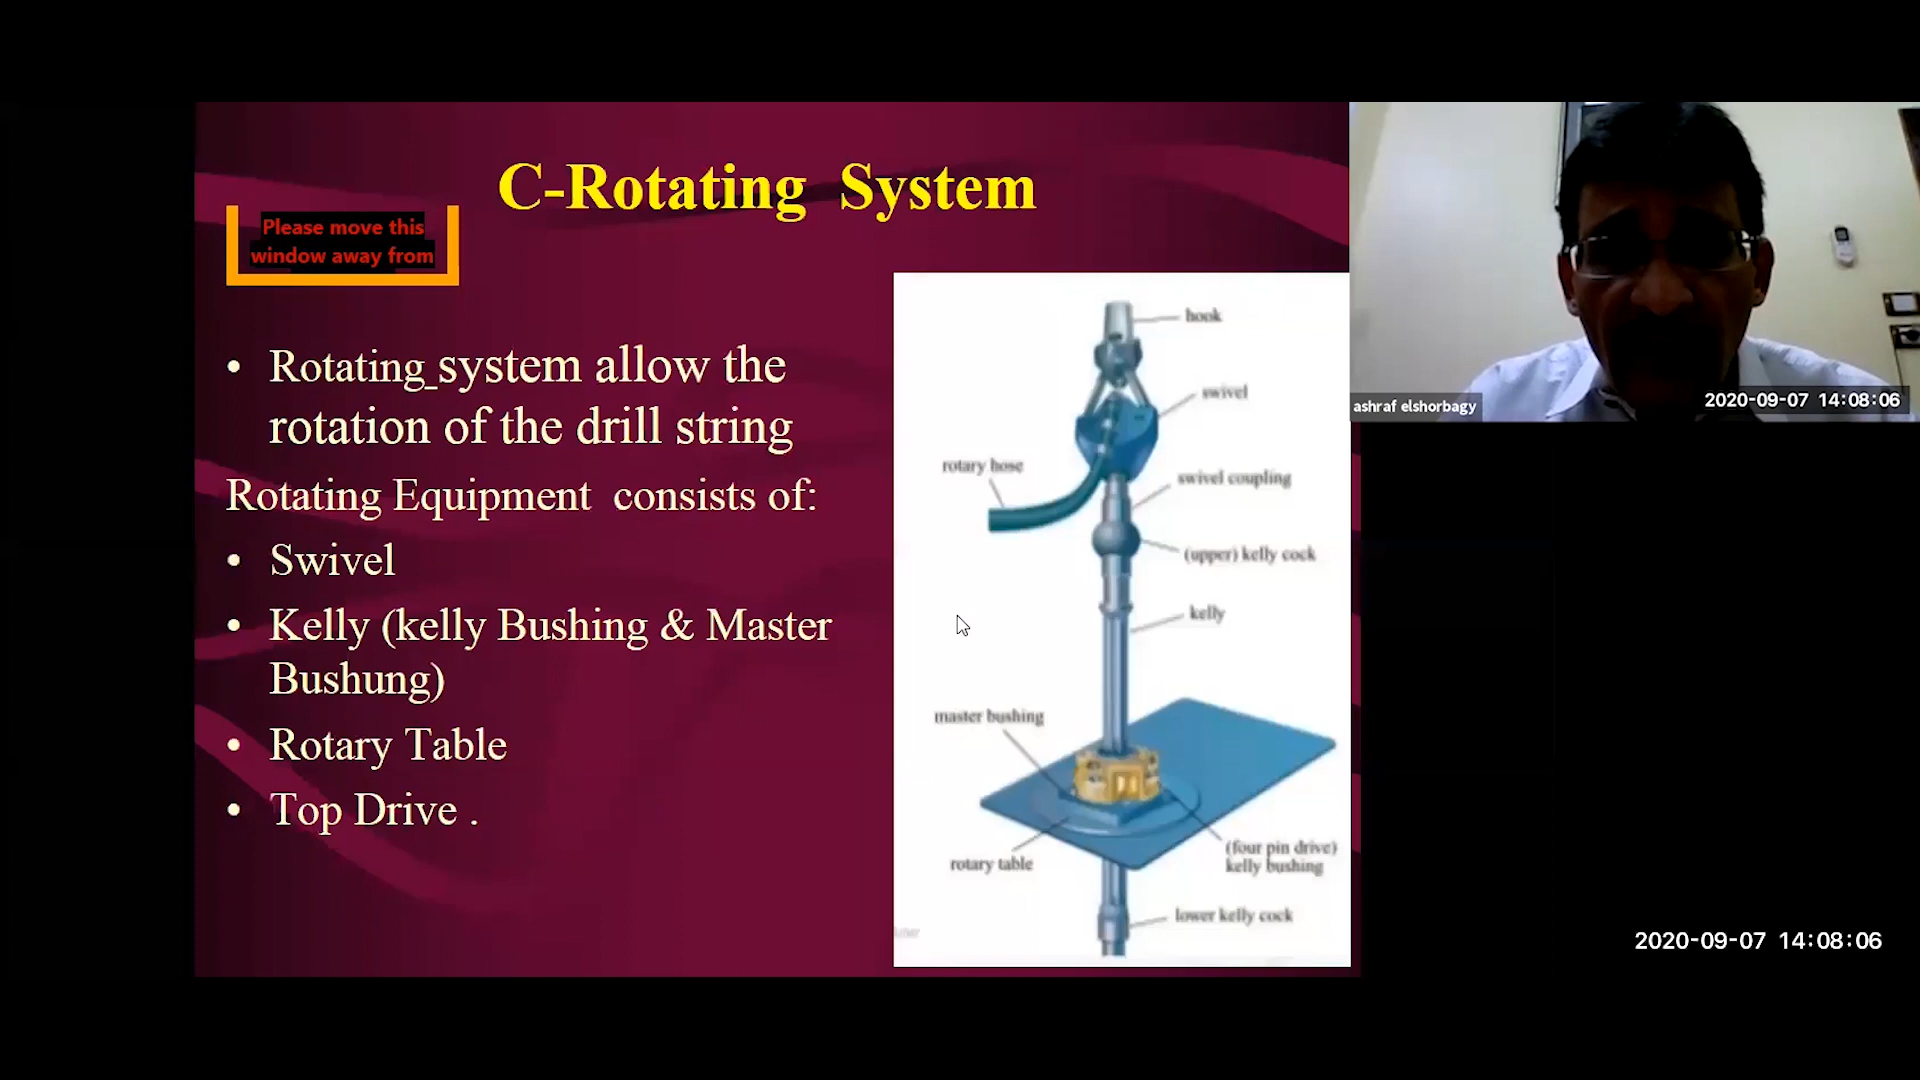 C-Rotating System
Please move this
window away from
• Rotating system allow the
rotation of the drill string
Rotating Equipment consists of:
• Swivel
• Kelly (kelly Bushing & Master
Bushung)
• Rotary Table
• Top Drive .
hook
swivel
rotary hose
swivel coupling
(upper) kelly cock
kelly
master bushing
rotary table
(four pin drive)
kelly bushing
lower kelly cock
ashraf elshorbagy
2020-09-07 14:08:06
2020-09-07 14:08:06